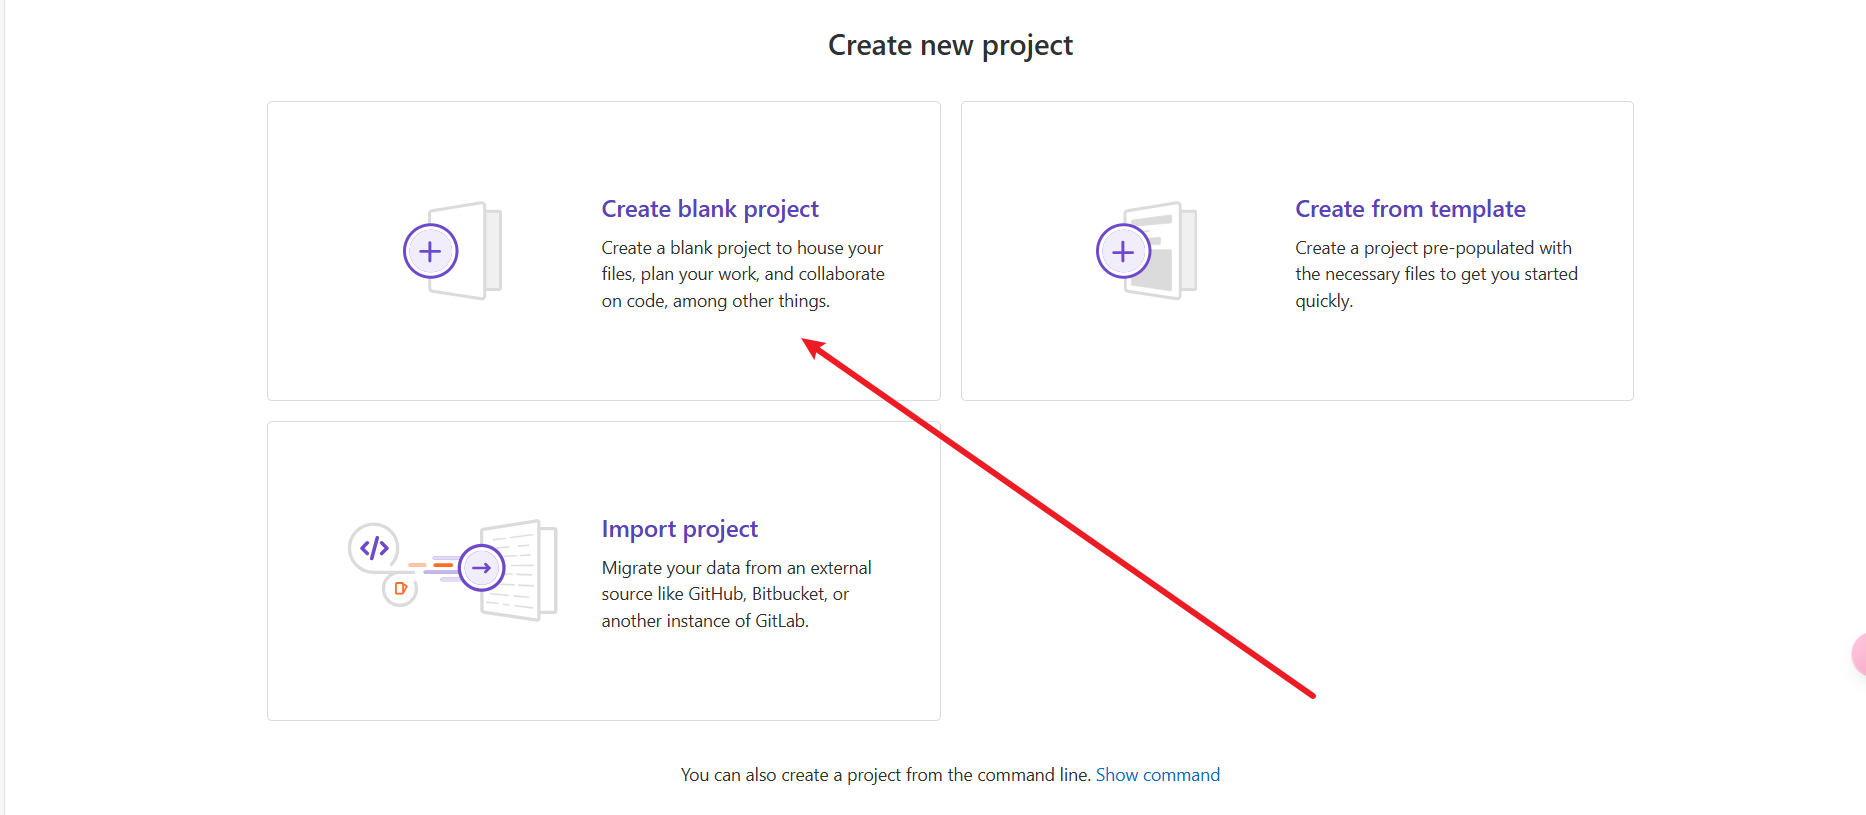 Create new project
Create blank project
Create a blank project to house your
files, plan your work, and collaborate
on code, among other things.
Create from template
Create a project pre-populated with
the necessary files to get you started
quickly.
Import project
Migrate your data from an external
source like GitHub, Bitbucket, or
another instance of GitLab.
You can also create a project from the command line. Show command